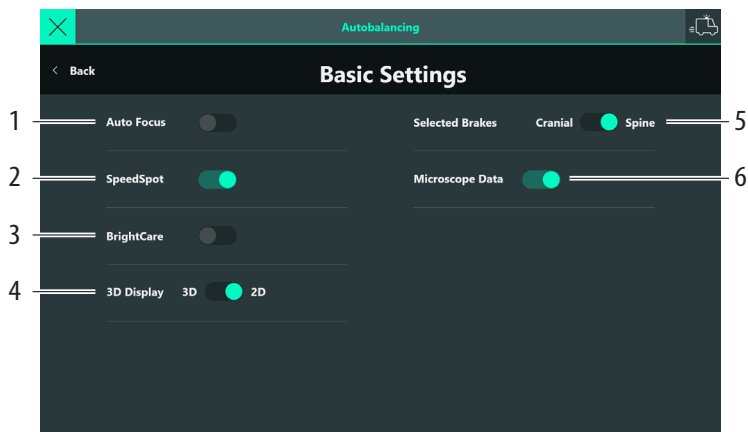 Autobalancing
Back
Basic Settings
1 Auto Focus
2 SpeedSpot
3 BrightCare
4 3D Display 3D 2D
Selected Brakes Cranial Spine 5
Microscope Data 6